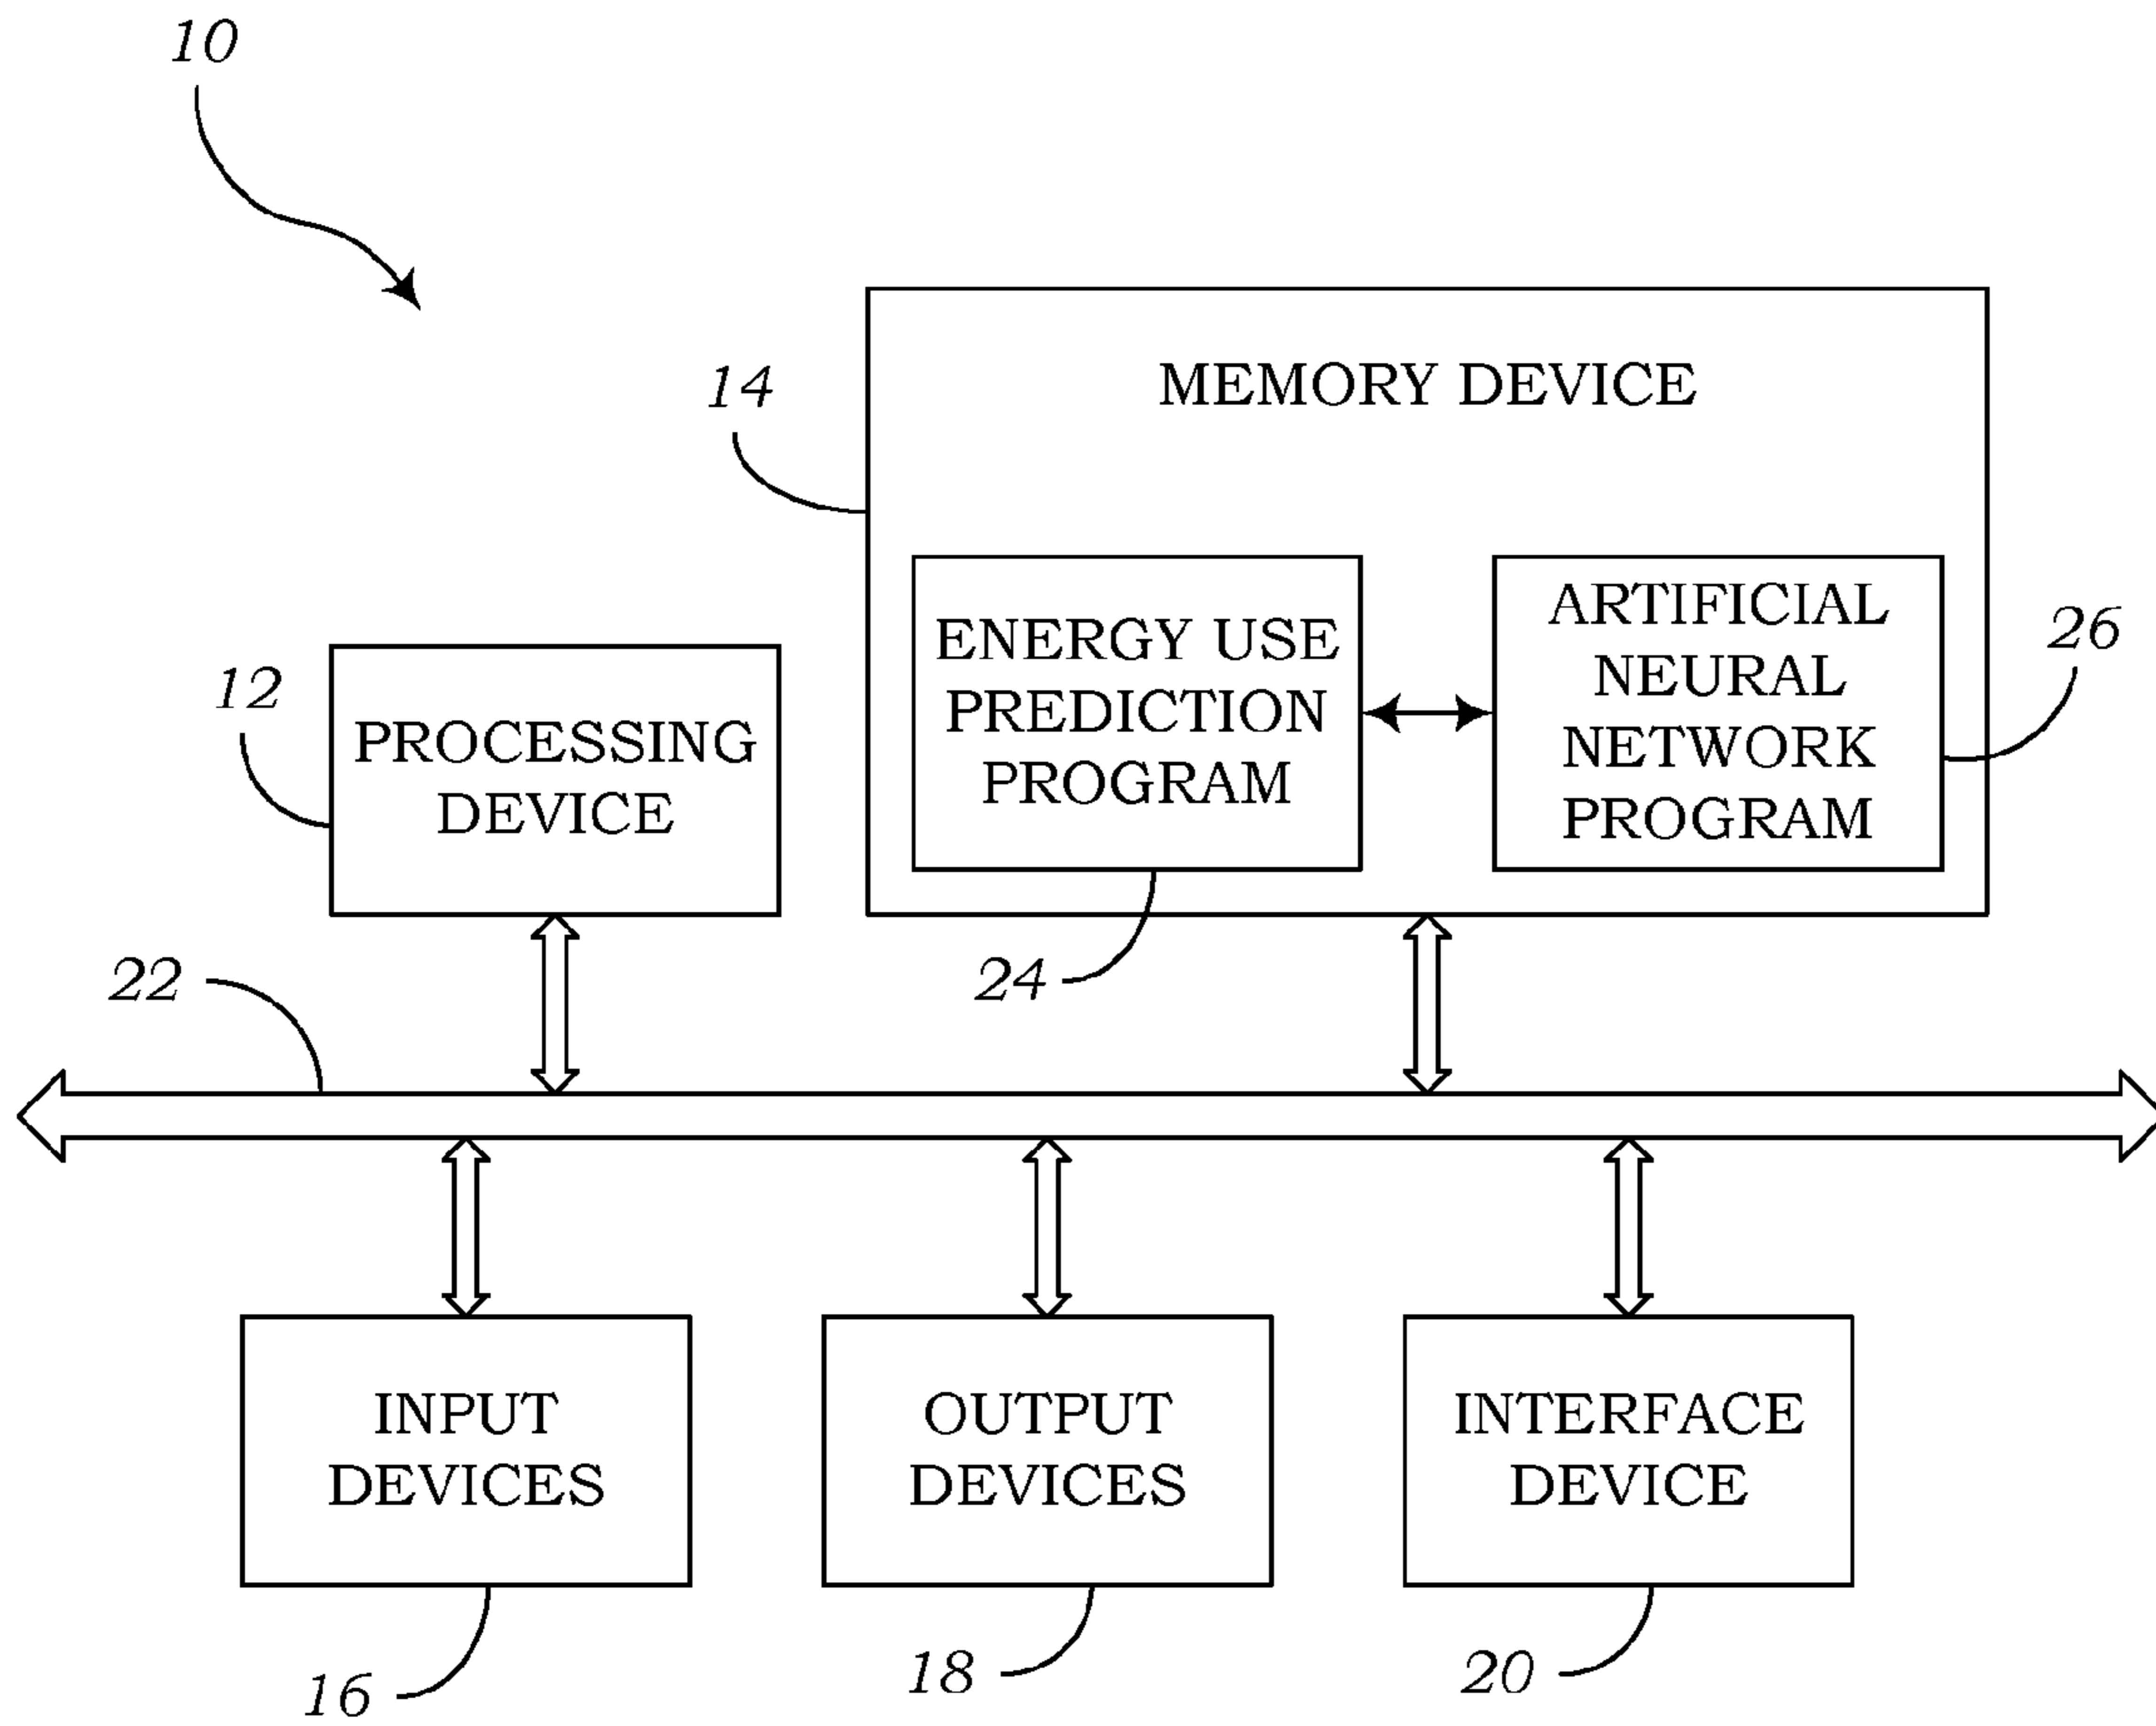 10
14
MEMORY DEVICE
12
PROCESSING
DEVICE
ENERGY USE
PREDICTION
PROGRAM
ARTIFICIAL
NEURAL
NETWORK
PROGRAM
26
22
24
INPUT
DEVICES
OUTPUT
DEVICES
INTERFACE
DEVICE
16
18
20